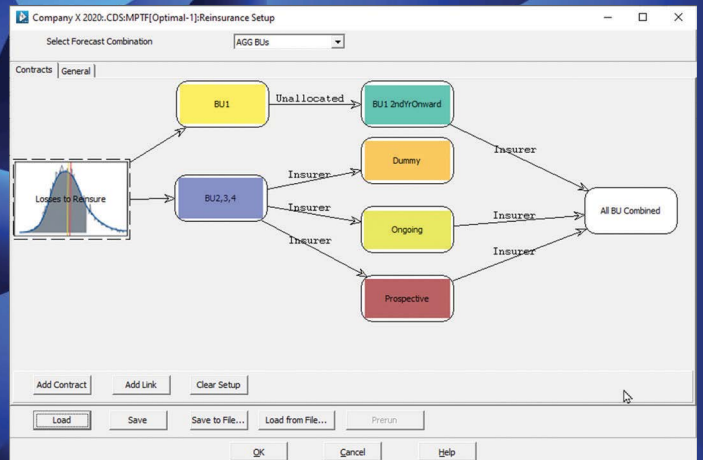 Company X 2020:.CDS:MPTF[Optimal-1]:Reinsurance Setup
Select Forecast Combination
AGG BUs
Contracts
General
BU1
Unallocated
BU1 2ndYrOnward
Insurer
Dummy
Insurer
Losses to Reinsure
BU2,3,4
Insurer
Ongoing
Insurer
All BU Combined
Insurer
Insurer
Prospective
Add Contract
Add Link
Clear Setup
Load
Save
Save to File...
Load from File...
Prerun
OK
Cancel
Help